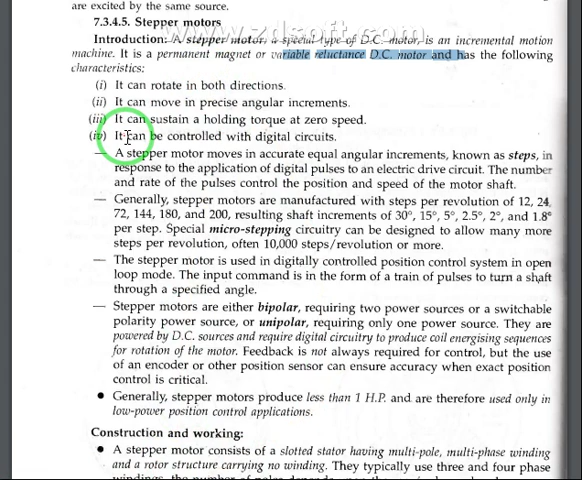 are excited by the same source.
www.zdsoft.com
7.3.4.5. Stepper motors
Introduction: A stepper motor, a special type of D.C. motor, is an incremental motion
machine. It is a permanent magnet or variable reluctance D.C. motor and has the following
characteristics:
(i) It can rotate in both directions.
(ii) It can move in precise angular increments.
(iii) It can sustain a holding torque at zero speed.
(iv) It can be controlled with digital circuits.
— A stepper motor moves in accurate equal angular increments, known as steps, in
response to the application of digital pulses to an electric drive circuit. The number
and rate of the pulses control the position and speed of the motor shaft.
— Generally, stepper motors are manufactured with steps per revolution of 12, 24,
72, 144, 180, and 200, resulting shaft increments of 30°, 15°, 5°, 2.5°, 2°, and 1.8°
per step. Special micro-stepping circuitry can be designed to allow many more
steps per revolution, often 10,000 steps/revolution or more.
— The stepper motor is used in digitally controlled position control system in open
loop mode. The input command is in the form of a train of pulses to turn a shaft
through a specified angle.
— Stepper motors are either bipolar, requiring two power sources or a switchable
polarity power source, or unipolar, requiring only one power source. They are
powered by D.C. sources and require digital circuitry to produce coil energising sequences
for rotation of the motor. Feedback is not always required for control, but the use
of an encoder or other position sensor can ensure accuracy when exact position
control is critical.
● Generally, stepper motors produce less than 1 H.P. and are therefore used only in
low-power position control applications.
Construction and working:
● A stepper motor consists of a slotted stator having multi-pole, multi-phase winding
and a rotor structure carrying no winding. They typically use three and four phase